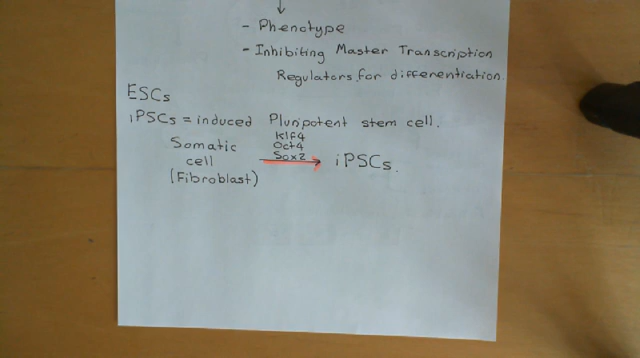 - Phenotype
- Inhibiting Master Transcription
Regulators for differentiation.
ESCs
iPSCs = induced Pluripotent stem cell.
Somatic
cell
(Fibroblast)
Klf4
Oct4
Sox2
iPSCs.